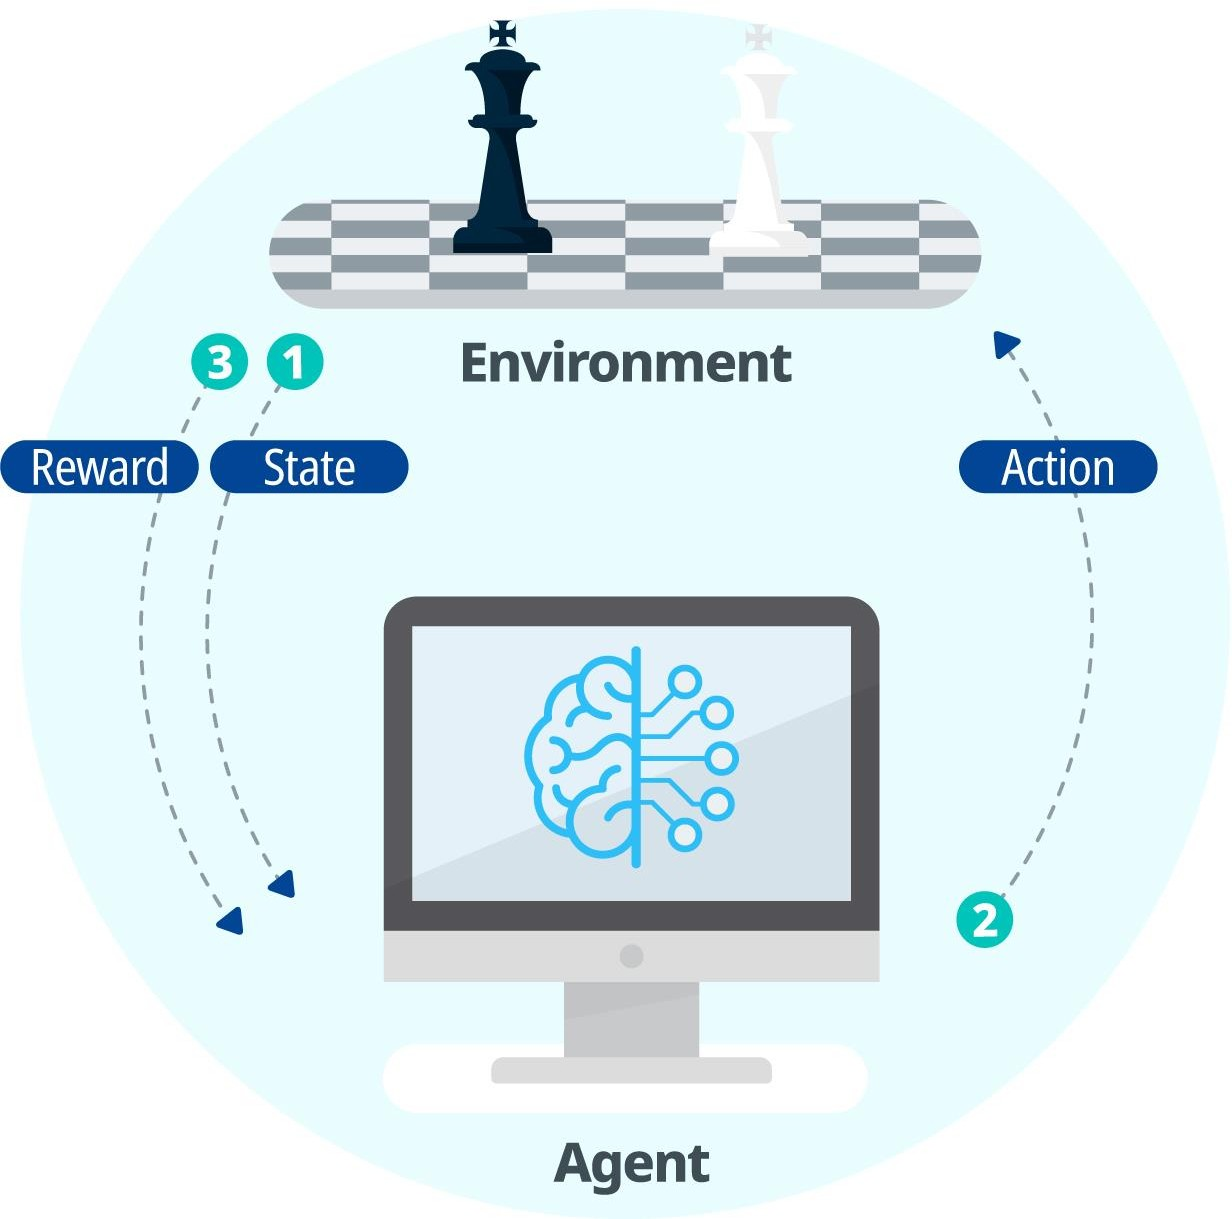 Environment
3 1
Reward State Action
2
Agent